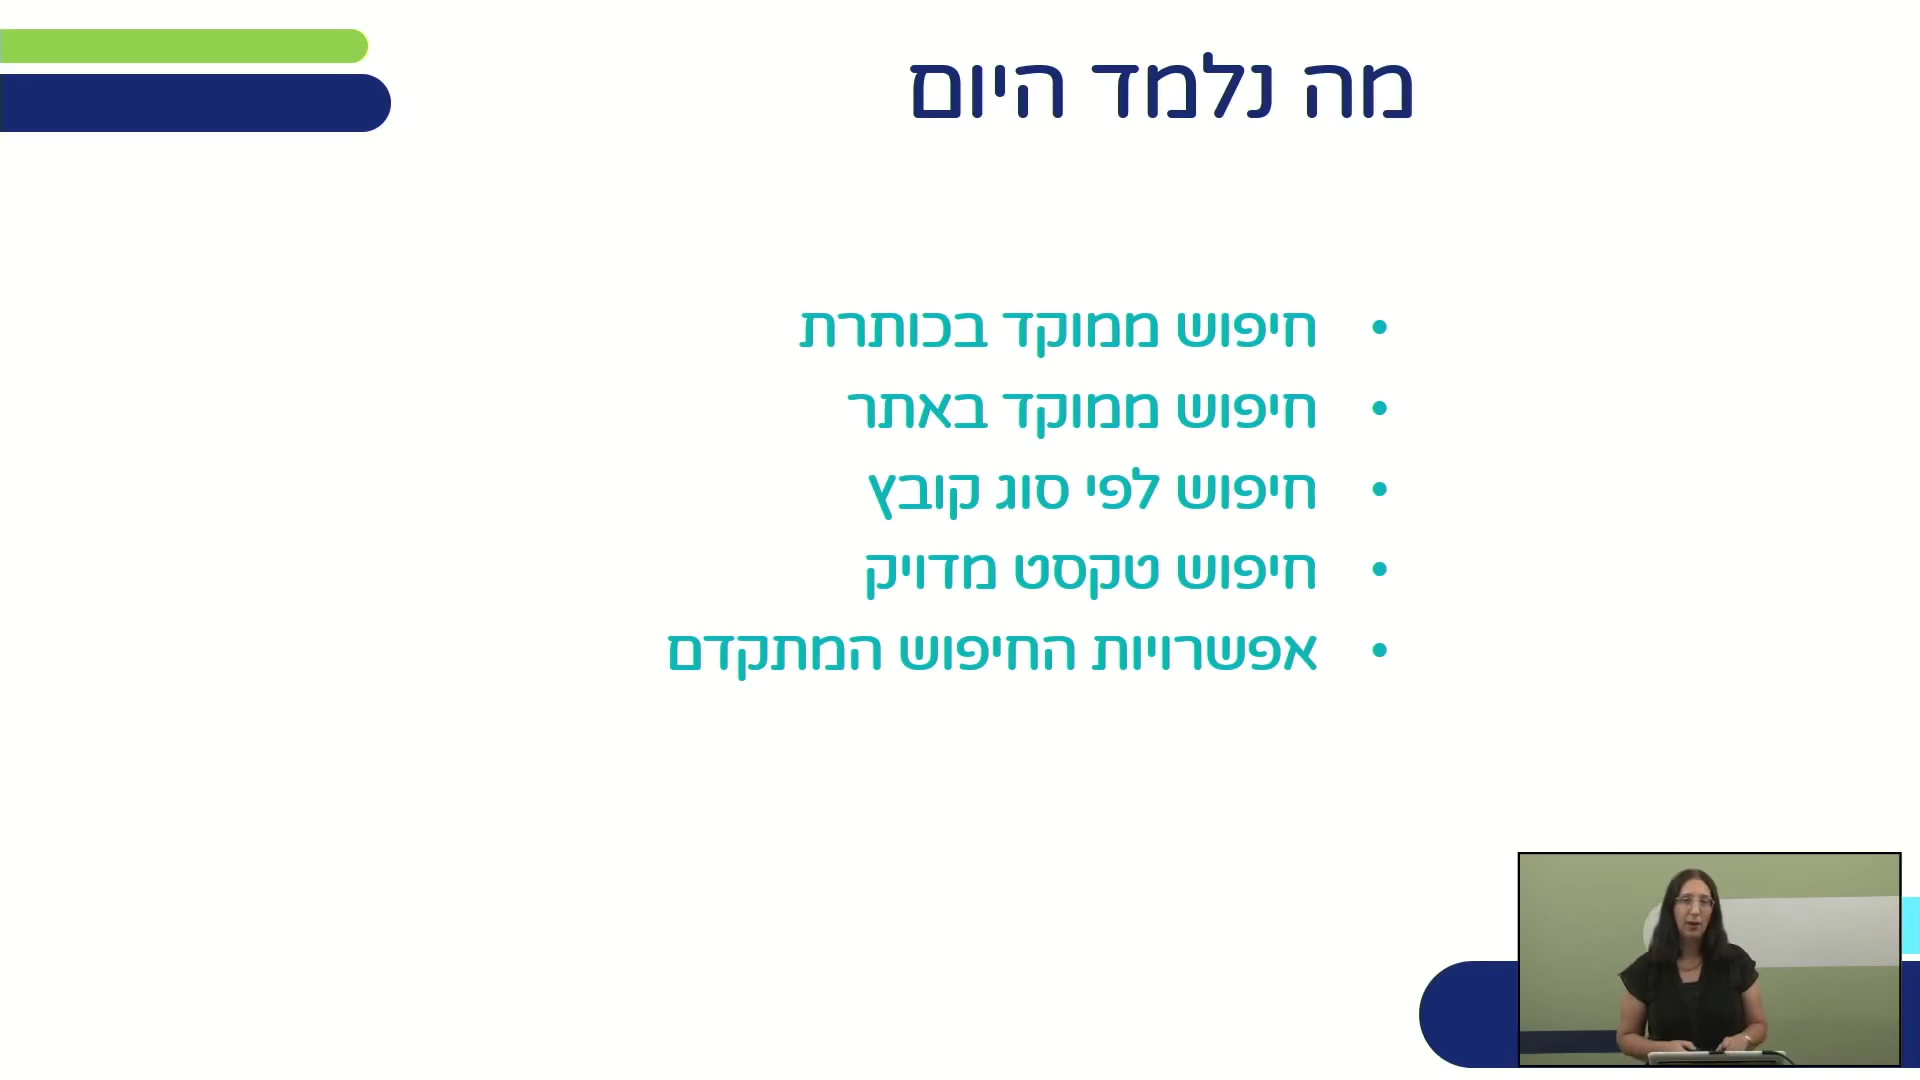 מה נלמד היום
• חיפוש ממוקד בכותרת
• חיפוש ממוקד באתר
• חיפוש לפי סוג קובץ
• חיפוש טקסט מדויק
• אפשרויות החיפוש המתקדם